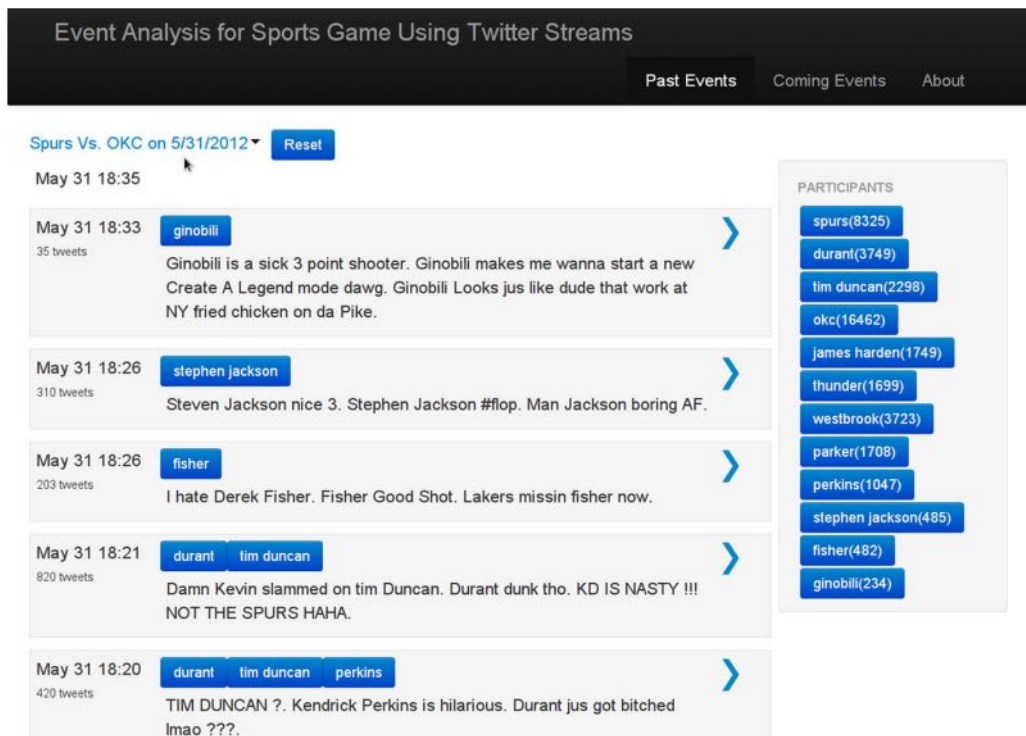 Event Analysis for Sports Game Using Twitter Streams
Past Events Coming Events About
Spurs Vs. OKC on 5/31/2012 Reset
May 31 18:35
May 31 18:33
35 tweets
ginobili
Ginobili is a sick 3 point shooter. Ginobili makes me wanna start a new
Create A Legend mode dawg. Ginobili Looks jus like dude that work at
NY fried chicken on da Pike.
May 31 18:26
310 tweets
stephen jackson
Steven Jackson nice 3. Stephen Jackson #flop. Man Jackson boring AF.
May 31 18:26
203 tweets
fisher
I hate Derek Fisher. Fisher Good Shot. Lakers missin fisher now.
May 31 18:21
820 tweets
durant tim duncan
Damn Kevin slammed on tim Duncan. Durant dunk tho. KD IS NASTY !!!
NOT THE SPURS HAHA.
May 31 18:20
420 tweets
durant tim duncan perkins
TIM DUNCAN ?. Kendrick Perkins is hilarious. Durant jus got bitched
lmao ???.
PARTICIPANTS
spurs(8325)
durant(3749)
tim duncan(2298)
okc(16462)
james harden(1749)
thunder(1699)
westbrook(3723)
parker(1708)
perkins(1047)
stephen jackson(485)
fisher(482)
ginobili(234)